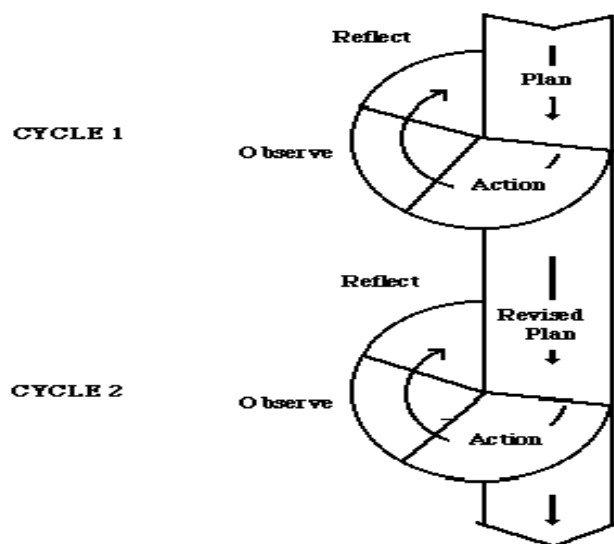 Reflect
Plan
CYCLE 1
Observe
Action
Reflect
Revised
Plan
CYCLE 2
Observe
Action